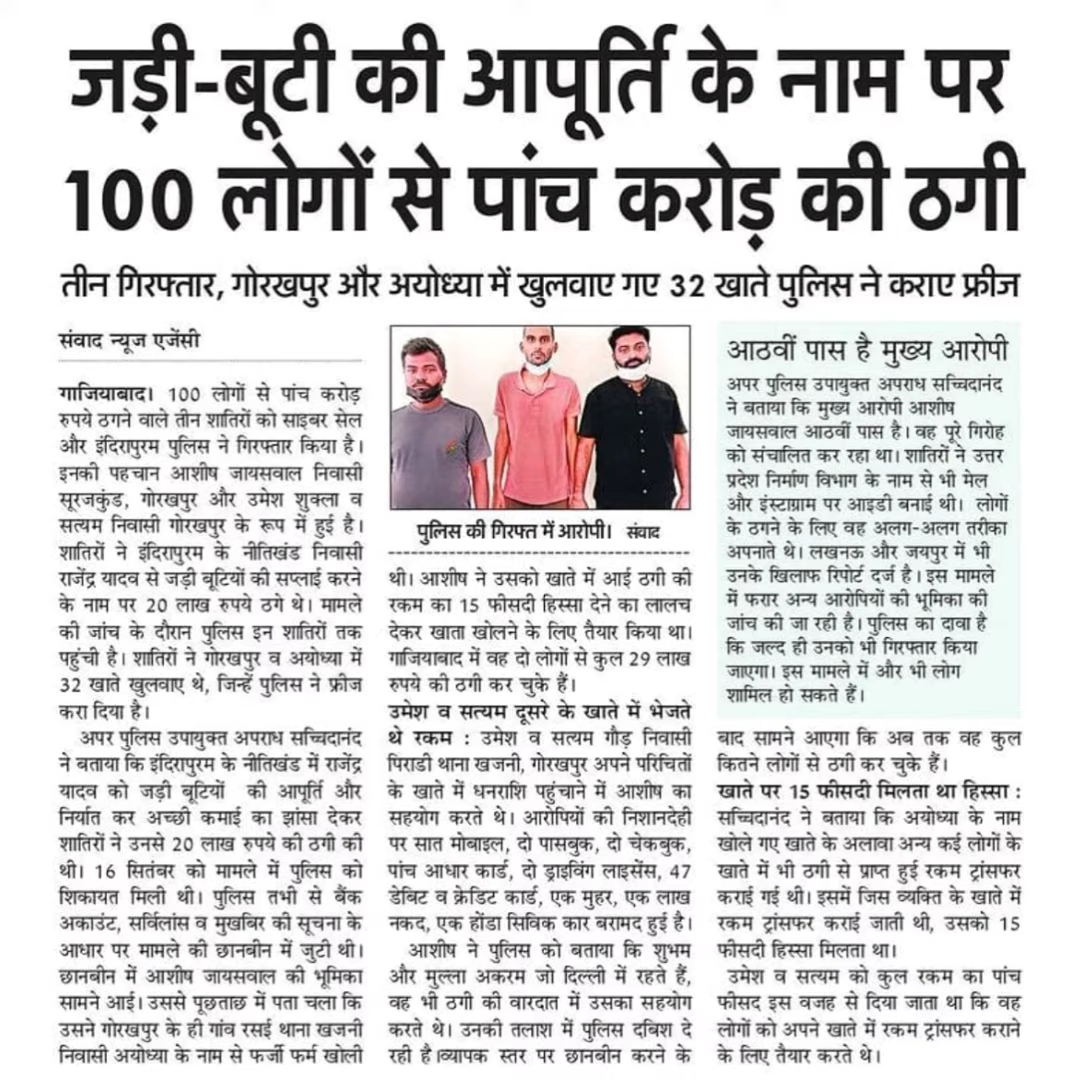 जड़ी-बूटी की आपूर्ति के नाम पर
100 लोगों से पांच करोड़ की ठगी
तीन गिरफ्तार, गोरखपुर और अयोध्या में खुलवाए गए 32 खाते पुलिस ने कराए फ्रीज
संवाद न्यूज एजेंसी
गाजियाबाद। 100 लोगों से पांच करोड़
रुपये ठगने वाले तीन शातिरों को साइबर सेल
और इंदिरापुरम पुलिस ने गिरफ्तार किया है।
इनकी पहचान आशीष जायसवाल निवासी
सूरजकुंड, गोरखपुर और उमेश शुक्ला व
सत्यम निवासी गोरखपुर के रूप में हुई है।
शातिरों ने इंदिरापुरम के नीतिखंड निवासी
राजेंद्र यादव से जड़ी बूटियों की सप्लाई करने
के नाम पर 20 लाख रुपये ठगे थे। मामले
की जांच के दौरान पुलिस इन शातिरों तक
पहुंची है। शातिरों ने गोरखपुर व अयोध्या में
32 खाते खुलवाए थे, जिन्हें पुलिस ने फ्रीज
करा दिया है।
अपर पुलिस उपायुक्त अपराध सच्चिदानंद
ने बताया कि इंदिरापुरम के नीतिखंड में राजेंद्र
यादव को जड़ी बूटियों की आपूर्ति और
निर्यात कर अच्छी कमाई का झांसा देकर
शातिरों ने उनसे 20 लाख रुपये की ठगी की
थी। 16 सितंबर को मामले में पुलिस को
शिकायत मिली थी। पुलिस तभी से बैंक
अकाउंट, सर्विलांस व मुखबिर की सूचना के
आधार पर मामले की छानबीन में जुटी थी।
छानबीन में आशीष जायसवाल की भूमिका
सामने आई। उससे पूछताछ में पता चला कि
उसने गोरखपुर के ही गांव रसई थाना खजनी
निवासी अयोध्या के नाम से फर्जी फर्म खोली
पुलिस की गिरफ्त में आरोपी। संवाद
थी। आशीष ने उसको खाते में आई ठगी की
रकम का 15 फीसदी हिस्सा देने का लालच
देकर खाता खोलने के लिए तैयार किया था।
गाजियाबाद में वह दो लोगों से कुल 29 लाख
रुपये की ठगी कर चुके हैं।
उमेश व सत्यम दूसरे के खाते में भेजते
थे रकम : उमेश व सत्यम गौड़ निवासी
पिराडी थाना खजनी, गोरखपुर अपने परिचितों
के खाते में धनराशि पहुंचाने में आशीष का
सहयोग करते थे। आरोपियों की निशानदेही
पर सात मोबाइल, दो पासबुक, दो चेकबुक,
पांच आधार कार्ड, दो ड्राइविंग लाइसेंस, 47
डेबिट व क्रेडिट कार्ड, एक मुहर, एक लाख
नकद, एक होंडा सिविक कार बरामद हुई है।
आशीष ने पुलिस को बताया कि शुभम
और मुल्ला अकरम जो दिल्ली में रहते हैं,
वह भी ठगी की वारदात में उसका सहयोग
करते थे। उनकी तलाश में पुलिस दबिश दे
रही है।व्यापक स्तर पर छानबीन करने के
आठवीं पास है मुख्य आरोपी
अपर पुलिस उपायुक्त अपराध सच्चिदानंद
ने बताया कि मुख्य आरोपी आशीष
जायसवाल आठवीं पास है। वह पूरे गिरोह
को संचालित कर रहा था। शातिरों ने उत्तर
प्रदेश निर्माण विभाग के नाम से भी मेल
और इंस्टाग्राम पर आइडी बनाई थी। लोगों
के ठगने के लिए वह अलग-अलग तरीका
अपनाते थे। लखनऊ और जयपुर में भी
उनके खिलाफ रिपोर्ट दर्ज है। इस मामले
में फरार अन्य आरोपियों की भूमिका की
जांच की जा रही है। पुलिस का दावा है
कि जल्द ही उनको भी गिरफ्तार किया
जाएगा। इस मामले में और भी लोग
शामिल हो सकते हैं।
बाद सामने आएगा कि अब तक वह कुल
कितने लोगों से ठगी कर चुके हैं।
खाते पर 15 फीसदी मिलता था हिस्सा :
सच्चिदानंद ने बताया कि अयोध्या के नाम
खोले गए खाते के अलावा अन्य कई लोगों के
खाते में भी ठगी से प्राप्त हुई रकम ट्रांसफर
कराई गई थी। इसमें जिस व्यक्ति के खाते में
रकम ट्रांसफर कराई जाती थी, उसको 15
फीसदी हिस्सा मिलता था।
उमेश व सत्यम को कुल रकम का पांच
फीसद इस वजह से दिया जाता था कि वह
लोगों को अपने खाते में रकम ट्रांसफर कराने
के लिए तैयार करते थे।